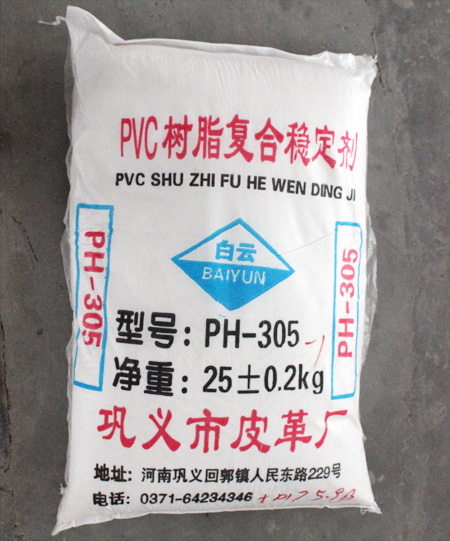 PVC树脂复合稳定剂
PVC SHU ZHI FU HE WEN DING JI
白云
BAIYUN
PH-305
PH-305
型号: PH-305
净重: 25±0.2kg
巩义市皮革厂
地址: 河南巩义回郭镇人民东路229号
电话: 0371-64234346